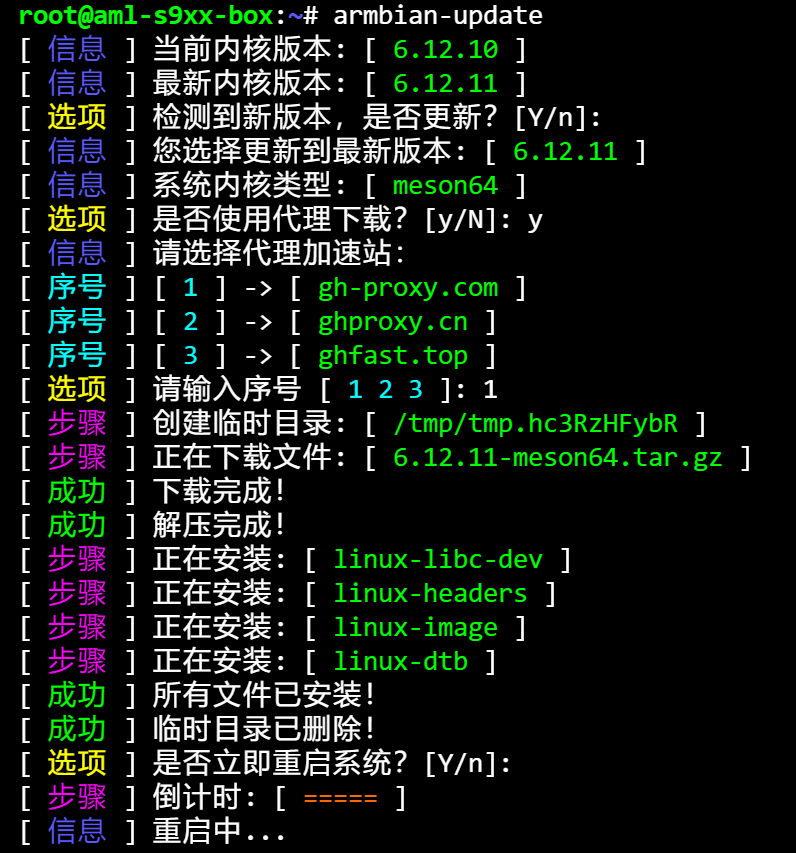 root@aml-s9xx-box:~# armbian-update
[ 信息 ] 当前内核版本: [ 6.12.10 ]
[ 信息 ] 最新内核版本: [ 6.12.11 ]
[ 选项 ] 检测到新版本，是否更新？[Y/n]:
[ 信息 ] 您选择更新到最新版本: [ 6.12.11 ]
[ 信息 ] 系统内核类型: [ meson64 ]
[ 选项 ] 是否使用代理下载？[y/N]: y
[ 信息 ] 请选择代理加速站:
[ 序号 ] [ 1 ] -> [ gh-proxy.com ]
[ 序号 ] [ 2 ] -> [ ghproxy.cn ]
[ 序号 ] [ 3 ] -> [ ghfast.top ]
[ 选项 ] 请输入序号 [ 1 2 3 ]: 1
[ 步骤 ] 创建临时目录: [ /tmp/tmp.hc3RzHFybR ]
[ 步骤 ] 正在下载文件: [ 6.12.11-meson64.tar.gz ]
[ 成功 ] 下载完成!
[ 成功 ] 解压完成!
[ 步骤 ] 正在安装: [ linux-libc-dev ]
[ 步骤 ] 正在安装: [ linux-headers ]
[ 步骤 ] 正在安装: [ linux-image ]
[ 步骤 ] 正在安装: [ linux-dtb ]
[ 成功 ] 所有文件已安装!
[ 成功 ] 临时目录已删除!
[ 选项 ] 是否立即重启系统？[Y/n]:
[ 步骤 ] 倒计时: [ ===== ]
[ 信息 ] 重启中...